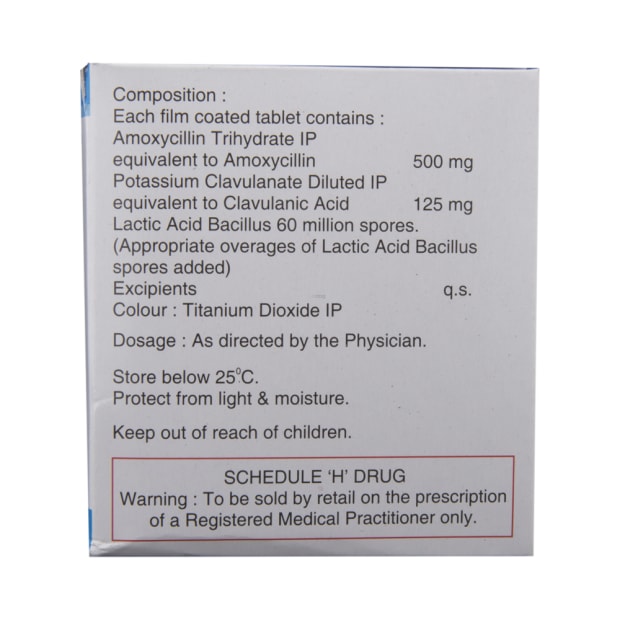 Composition :
Each film coated tablet contains :
Amoxycillin Trihydrate IP
equivalent to Amoxycillin 500 mg
Potassium Clavulanate Diluted IP
equivalent to Clavulanic Acid 125 mg
Lactic Acid Bacillus 60 million spores.
(Appropriate overages of Lactic Acid Bacillus
spores added)
Excipients q.s.
Colour : Titanium Dioxide IP
Dosage : As directed by the Physician.
Store below 25⁰C.
Protect from light & moisture.
Keep out of reach of children.
SCHEDULE ‘H’ DRUG
Warning : To be sold by retail on the prescription
of a Registered Medical Practitioner only.